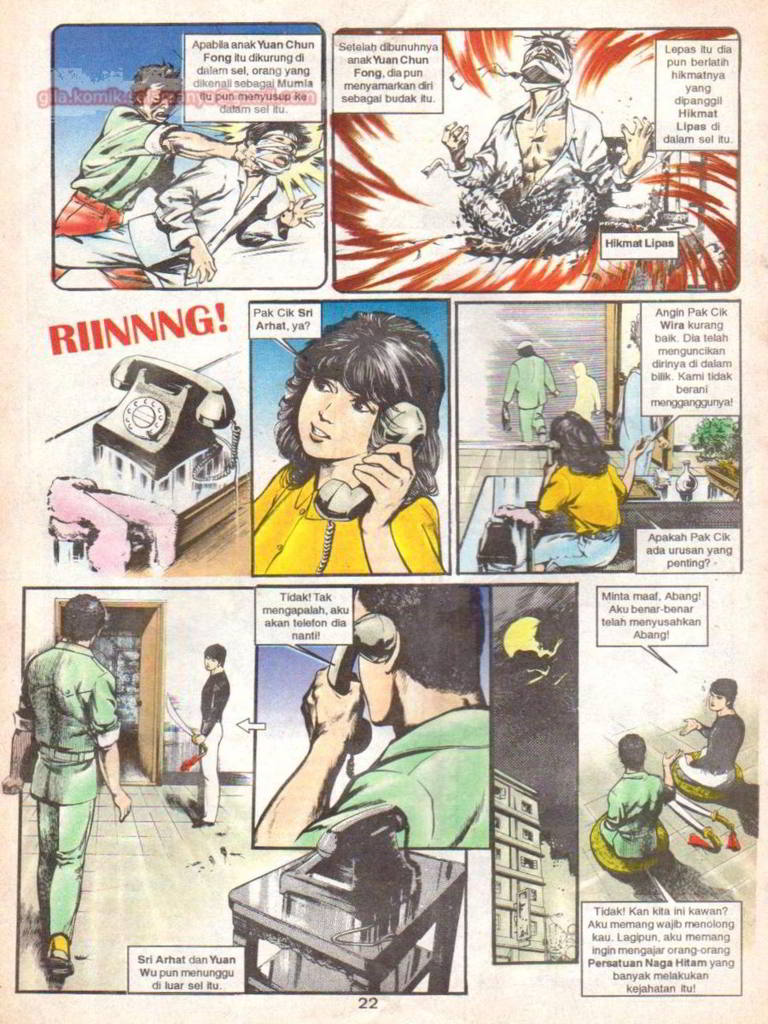 Apabila anak Yuan Chun
Fong itu dikurung di
dalam sel, orang yang
dikenali sebagai Mumia
itu pun menyusup ke
dalam sel itu.
Setelah dibunuhnya
anak Yuan Chun
Fong, dia pun
menyamarkan diri
sebagai budak itu.
Lepas itu dia
pun berlatih
hikmatnya
yang
dipanggil
Hikmat
Lipas di
dalam sel itu.
Hikmat Lipas
RIINNNG!
Pak Cik Sri
Arhat, ya?
Angin Pak Cik
Wira kurang
baik. Dia telah
menguncikan
dirinya di dalam
bilik. Kami tidak
berani
mengganggunya!
Apakah Pak Cik
ada urusan yang
penting?
Tidak! Tak
mengapalah, aku
akan telefon dia
nanti!
Sri Arhat dan Yuan
Wu pun menunggu
di luar sel itu.
Minta maaf, Abang!
Aku benar-benar
telah menyusahkan
Abang!
Tidak! Kan kita ini kawan?
Aku memang wajib menolong
kau. Lagipun, aku memang
ingin mengajar orang-orang
Persatuan Naga Hitam yang
banyak melakukan
kejahatan itu!
22